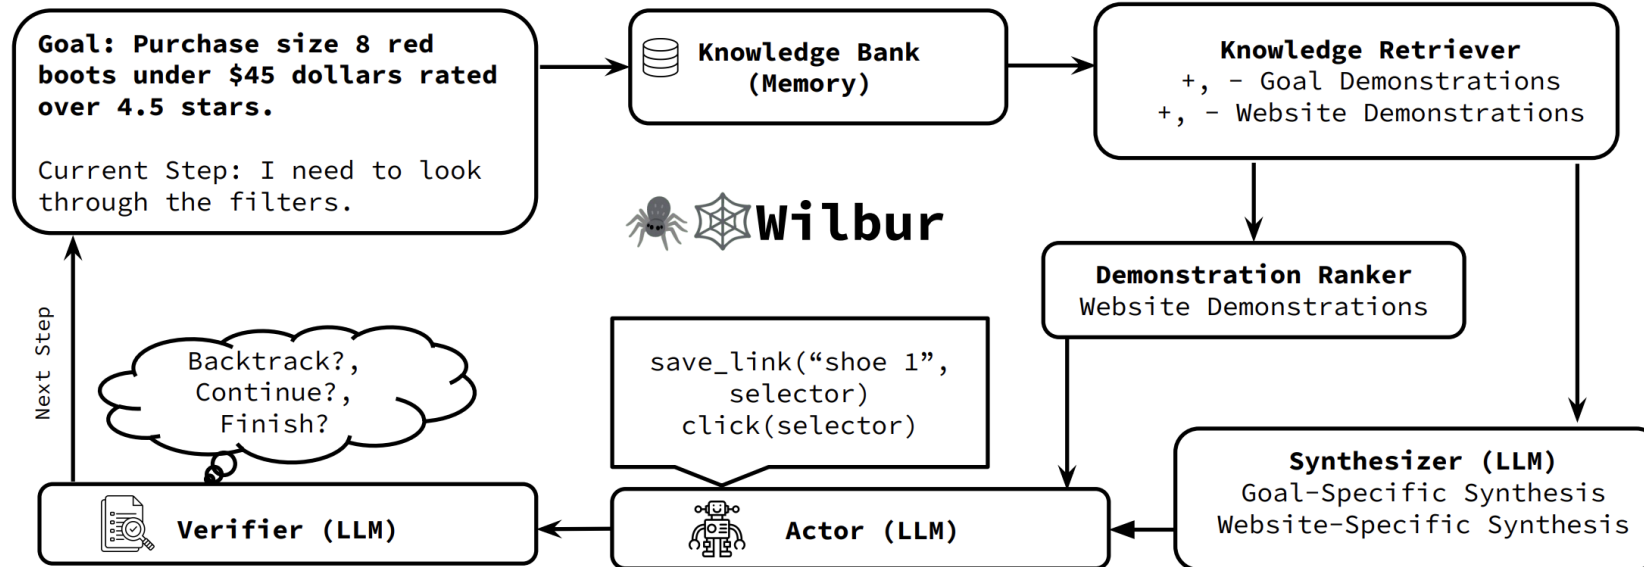 Goal: Purchase size 8 red
boots under $45 dollars rated
over 4.5 stars.
Current Step: I need to look
through the filters.
Knowledge Bank
(Memory)
Knowledge Retriever
+, - Goal Demonstrations
+, - Website Demonstrations
Wilbur
Demonstration Ranker
Website Demonstrations
Next Step
Backtrack?,
Continue?,
Finish?
save_link(“shoe 1”,
selector)
click(selector)
Synthesizer (LLM)
Goal-Specific Synthesis
Website-Specific Synthesis
Verifier (LLM)
Actor (LLM)